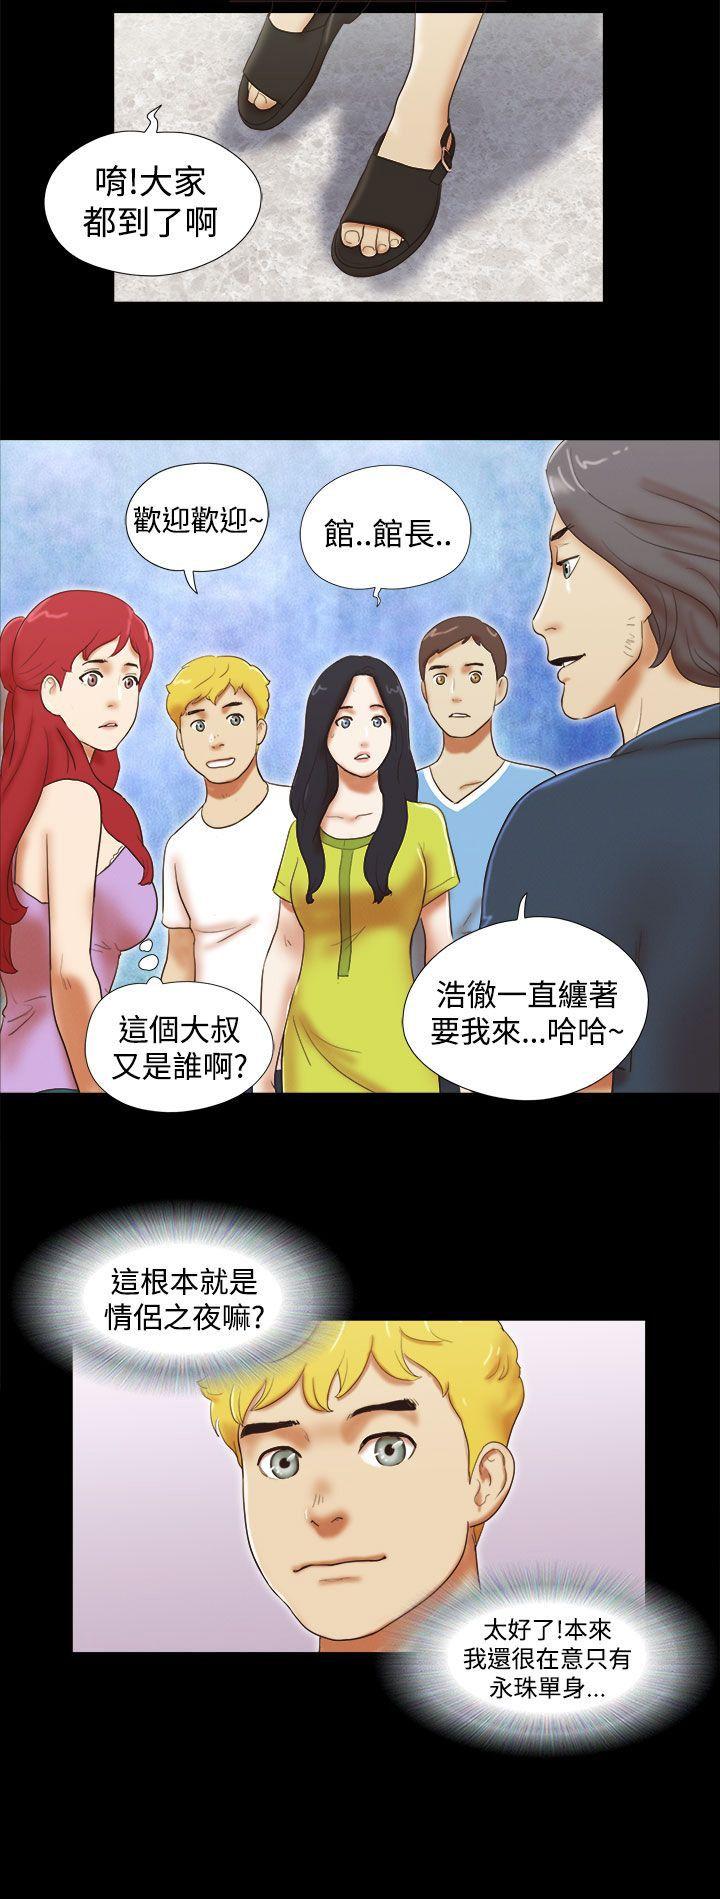 唷!大家
都到了啊
歡迎歡迎~
館..館長..
這個大叔
又是誰啊?
浩徹一直纏著
要我來...哈哈~
這根本就是
情侶之夜嘛?
太好了!本來
我還很在意只有
永珠單身...